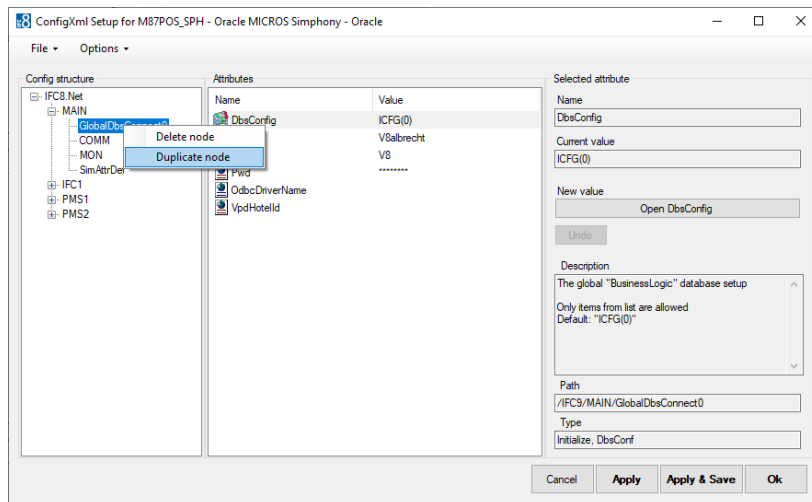 ConfigXml Setup for M87POS_SPH - Oracle MICROS Simphony - Oracle
File Options
Config structure
IFC8.Net
MAIN
GlobalDbsConnect0
COMM
MON
SimAttrDef
IFC1
PMS1
PMS2
Delete node
Duplicate node
Attributes
Name Value
DbsConfig ICFG(0)
V8albrecht
V8
Pwd ********
OdbcDriverName
VpdHotelId
Selected attribute
Name
DbsConfig
Current value
ICFG(0)
New value
Open DbsConfig
Undo
Description
The global "BusinessLogic" database setup
Only items from list are allowed
Default: "ICFG(0)"
Path
/IFC9/MAIN/GlobalDbsConnect0
Type
Initialize, DbsConf
Cancel Apply Apply & Save Ok